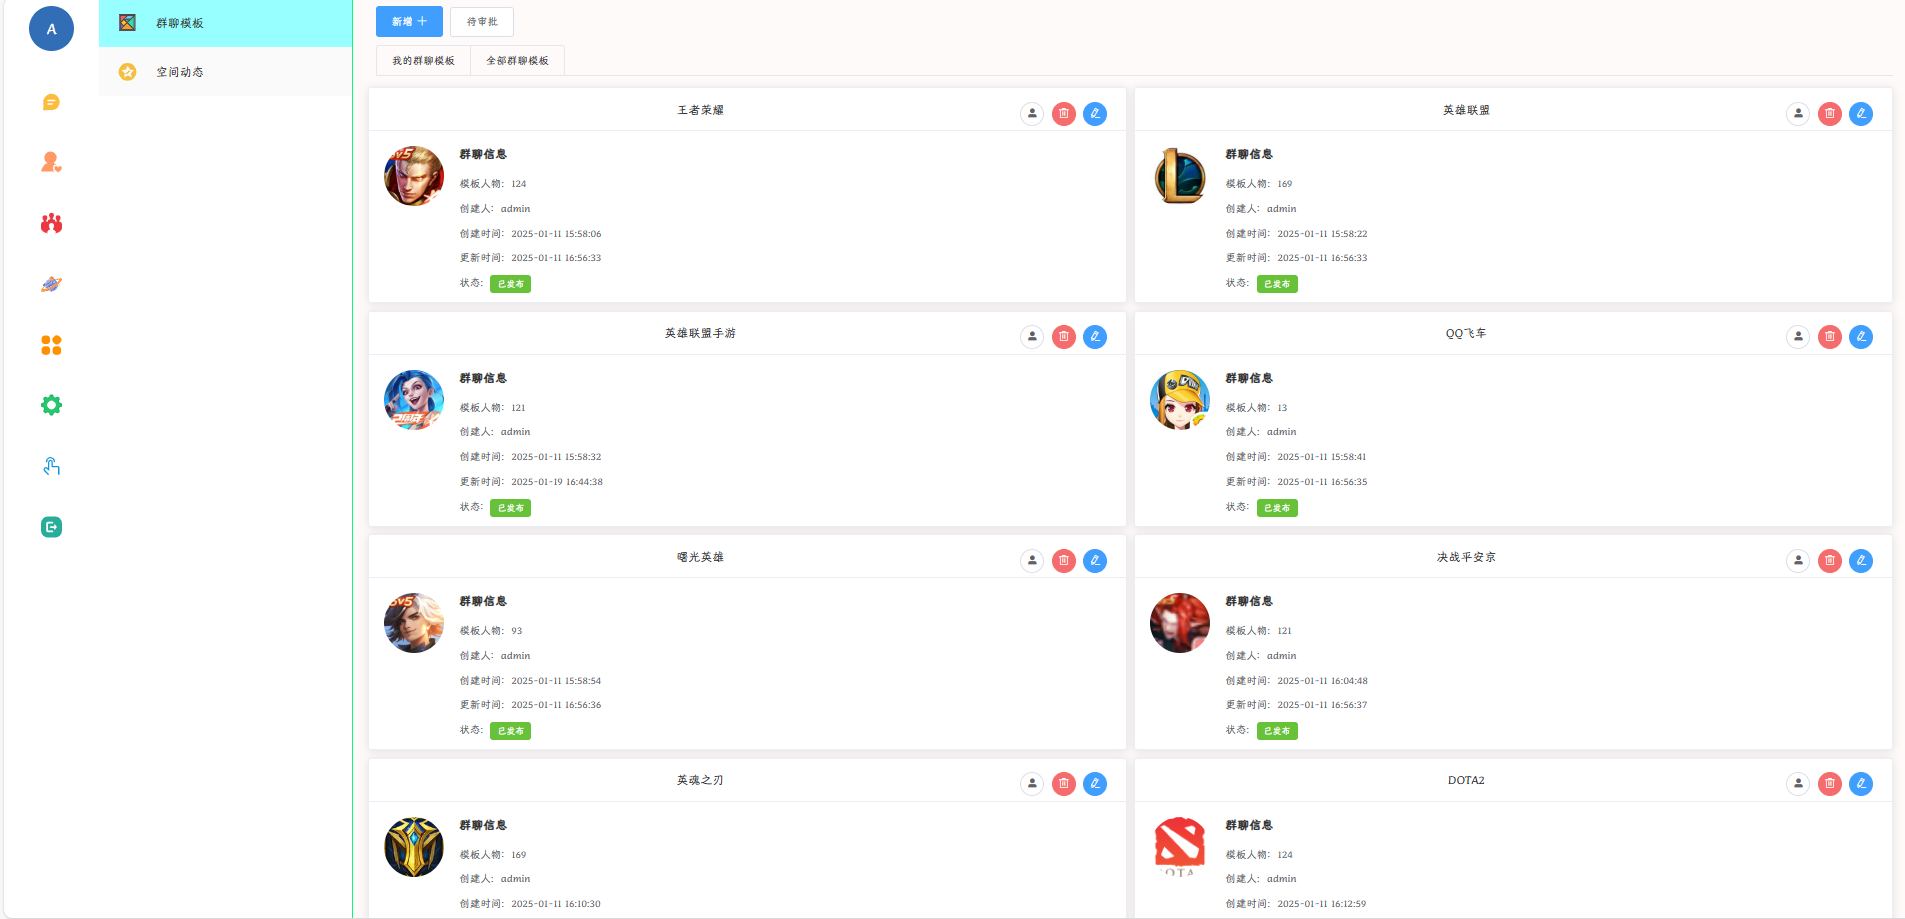 A
群聊模板
空间动态
新增
待审批
我的群聊模板
全部群聊模板
王者荣耀
群聊信息
模板人物: 124
创建人: admin
创建时间: 2025-01-11 15:58:06
更新时间: 2025-01-11 16:56:33
状态: 已发布
英雄联盟
群聊信息
模板人物: 169
创建人: admin
创建时间: 2025-01-11 15:58:22
更新时间: 2025-01-11 16:56:33
状态: 已发布
英雄联盟手游
群聊信息
模板人物: 121
创建人: admin
创建时间: 2025-01-11 15:58:32
更新时间: 2025-01-19 16:44:38
状态: 已发布
QQ飞车
群聊信息
模板人物: 13
创建人: admin
创建时间: 2025-01-11 15:58:41
更新时间: 2025-01-11 16:56:35
状态: 已发布
曙光英雄
群聊信息
模板人物: 93
创建人: admin
创建时间: 2025-01-11 15:58:54
更新时间: 2025-01-11 16:56:36
状态: 已发布
决战平安京
群聊信息
模板人物: 121
创建人: admin
创建时间: 2025-01-11 16:04:48
更新时间: 2025-01-11 16:56:37
状态: 已发布
英魂之刃
群聊信息
模板人物: 169
创建人: admin
创建时间: 2025-01-11 16:10:30
DOTA2
群聊信息
模板人物: 124
创建人: admin
创建时间: 2025-01-11 16:12:59